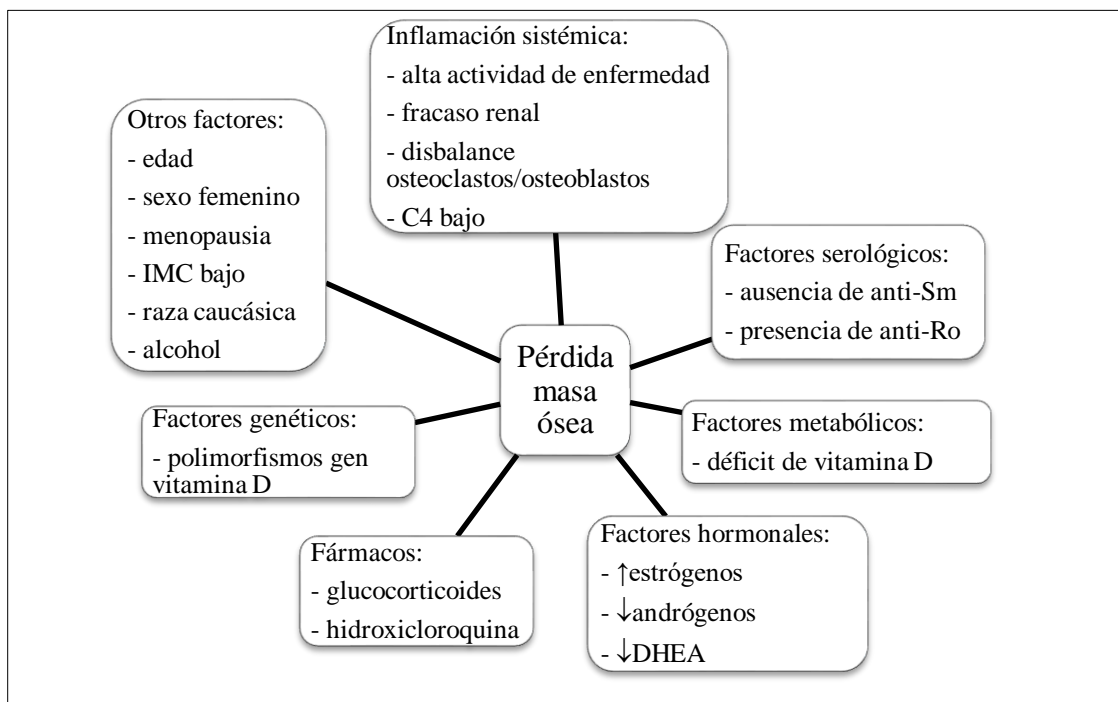 Inflamación sistémica:
- alta actividad de enfermedad
- fracaso renal
- disbalance
osteoclastos/osteoblastos
- C4 bajo
Otros factores:
- edad
- sexo femenino
- menopausia
- IMC bajo
- raza caucásica
- alcohol
Factores serológicos:
- ausencia de anti-Sm
- presencia de anti-Ro
Pérdida
masa
ósea
Factores genéticos:
- polimorfismos gen
vitamina D
Factores metabólicos:
- déficit de vitamina D
Fármacos:
- glucocorticoides
- hidroxicloroquina
Factores hormonales:
- ↑estrógenos
- ↓andrógenos
- ↓DHEA